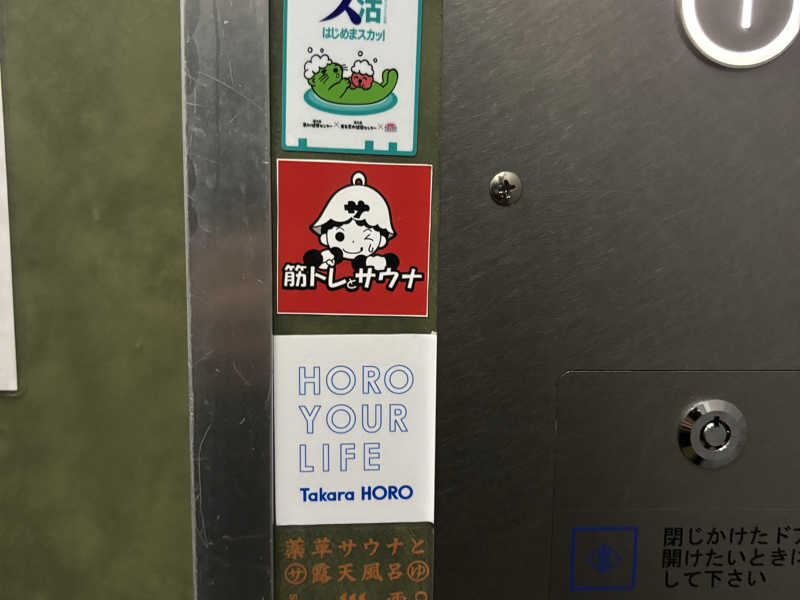 ス活
はじめまスカッ!
サ
筋トレとサウナ
HORO
YOUR
LIFE
Takara HORO
薬草サウナと
サ露天風呂ゆ
閉じかけたドア
開けたいときに
して下さい